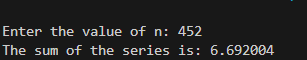 Enter the value of n: 452
The sum of the series is: 6.692004